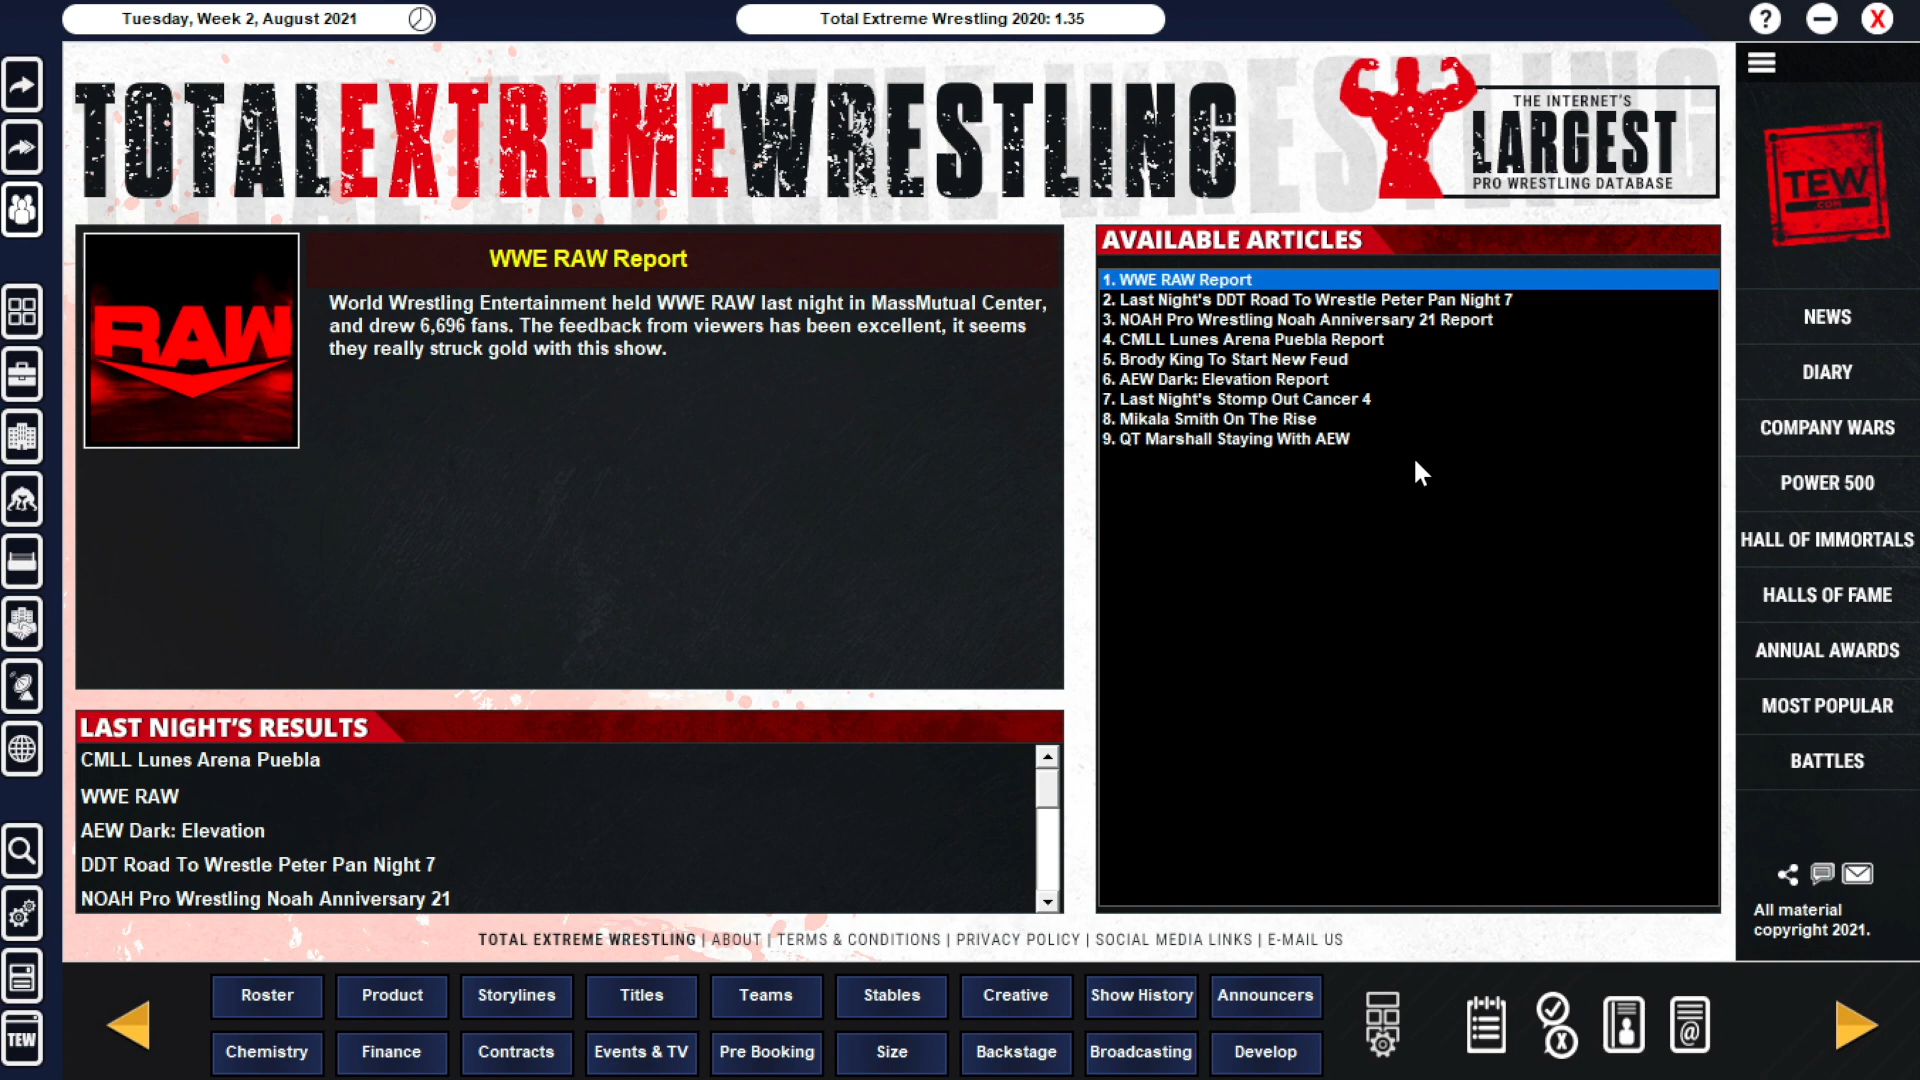 Tuesday, Week 2, August 2021
Total Extreme Wrestling 2020: 1.35
?
X
TOTALEXTREMEWRESTLING
THE INTERNET'S
LARGEST
PRO WRESTLING DATABASE
TEW
.com
RAW
WWE RAW Report
World Wrestling Entertainment held WWE RAW last night in MassMutual Center,
and drew 6,696 fans. The feedback from viewers has been excellent, it seems
they really struck gold with this show.
AVAILABLE ARTICLES
1. WWE RAW Report
2. Last Night's DDT Road To Wrestle Peter Pan Night 7
3. NOAH Pro Wrestling Noah Anniversary 21 Report
4. CMLL Lunes Arena Puebla Report
5. Brody King To Start New Feud
6. AEW Dark: Elevation Report
7. Last Night's Stomp Out Cancer 4
8. Mikala Smith On The Rise
9. QT Marshall Staying With AEW
NEWS
DIARY
COMPANY WARS
POWER 500
HALL OF IMMORTALS
HALLS OF FAME
ANNUAL AWARDS
MOST POPULAR
BATTLES
All material
copyright 2021.
LAST NIGHT'S RESULTS
CMLL Lunes Arena Puebla
WWE RAW
AEW Dark: Elevation
DDT Road To Wrestle Peter Pan Night 7
NOAH Pro Wrestling Noah Anniversary 21
TOTAL EXTREME WRESTLING | ABOUT | TERMS & CONDITIONS | PRIVACY POLICY | SOCIAL MEDIA LINKS | E-MAIL US
TEW
Roster
Product
Storylines
Titles
Teams
Stables
Creative
Show History
Announcers
Chemistry
Finance
Contracts
Events & TV
Pre Booking
Size
Backstage
Broadcasting
Develop